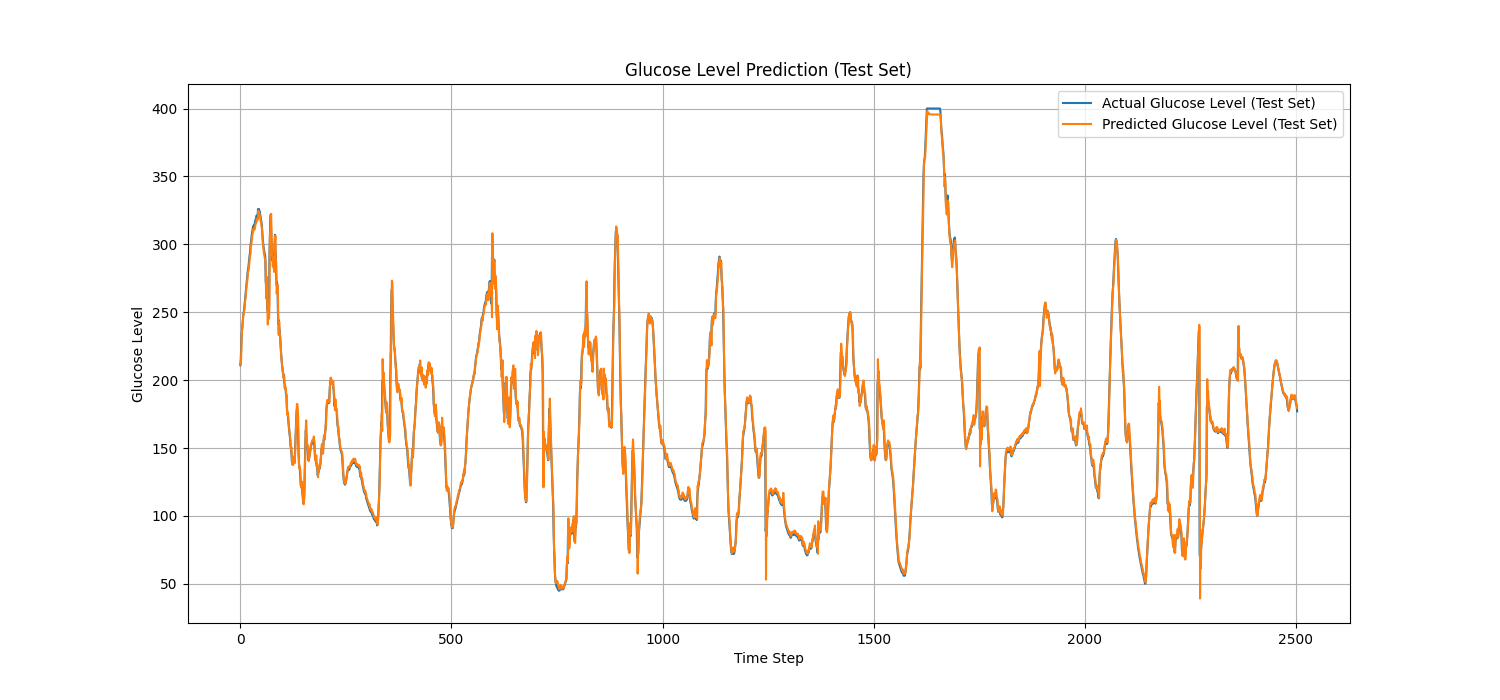 Glucose Level Prediction (Test Set)
Actual Glucose Level (Test Set)
Predicted Glucose Level (Test Set)
400
350
300
250
200
150
100
50
Glucose Level
0
500
1000
1500
2000
2500
Time Step